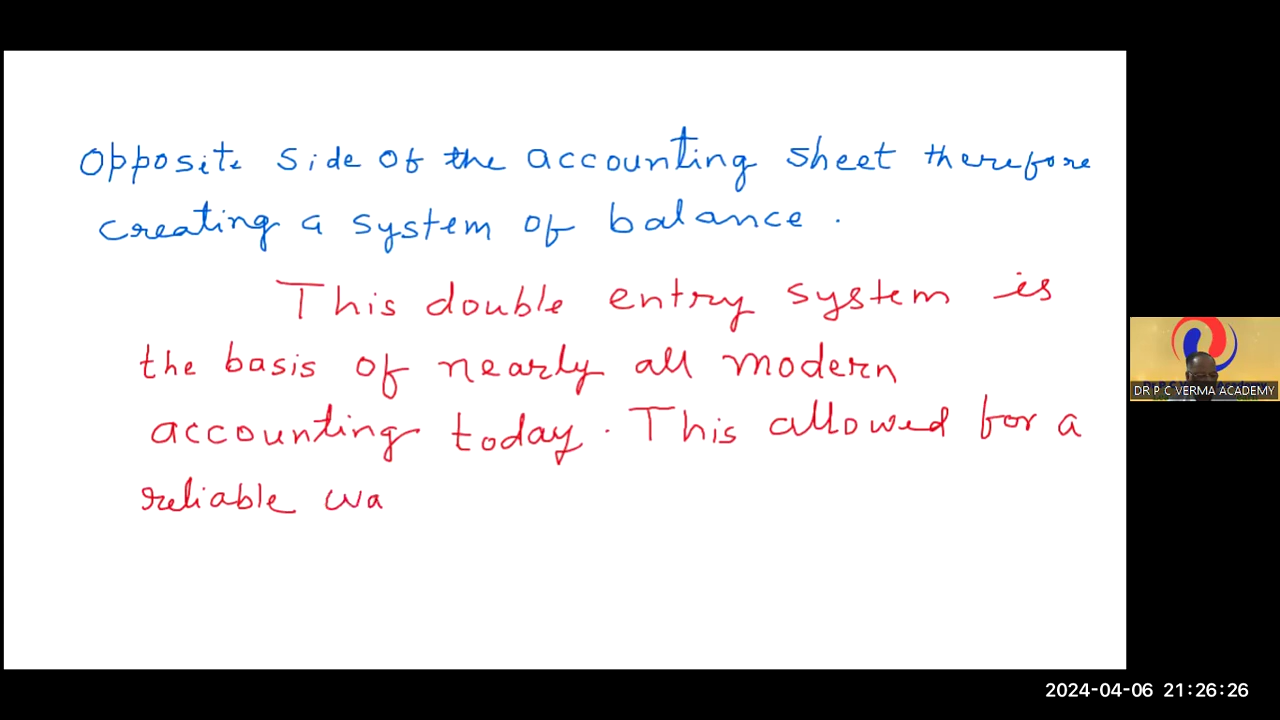 Opposite side of the accounting sheet therefore
creating a system of balance.
This double entry system is
the basis of nearly all modern
accounting today. This allowed for a
reliable wa
DR P C VERMA ACADEMY
2024-04-06 21:26:26